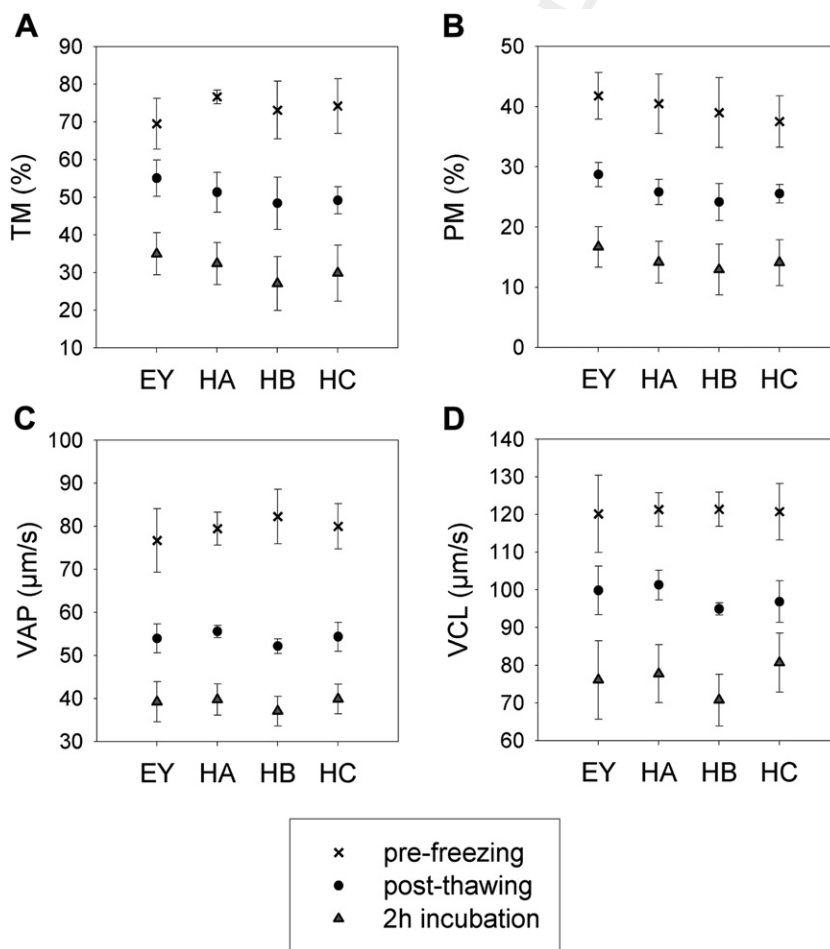 A
B
90
80
70
60
50
40
30
20
10
TM (%)
EY HA HB HC
50
40
30
20
10
0
PM (%)
EY HA HB HC
C
D
100
90
80
70
60
50
40
30
VAP (µm/s)
EY HA HB HC
140
130
120
110
100
90
80
70
60
VCL (µm/s)
EY HA HB HC
pre-freezing
post-thawing
2h incubation